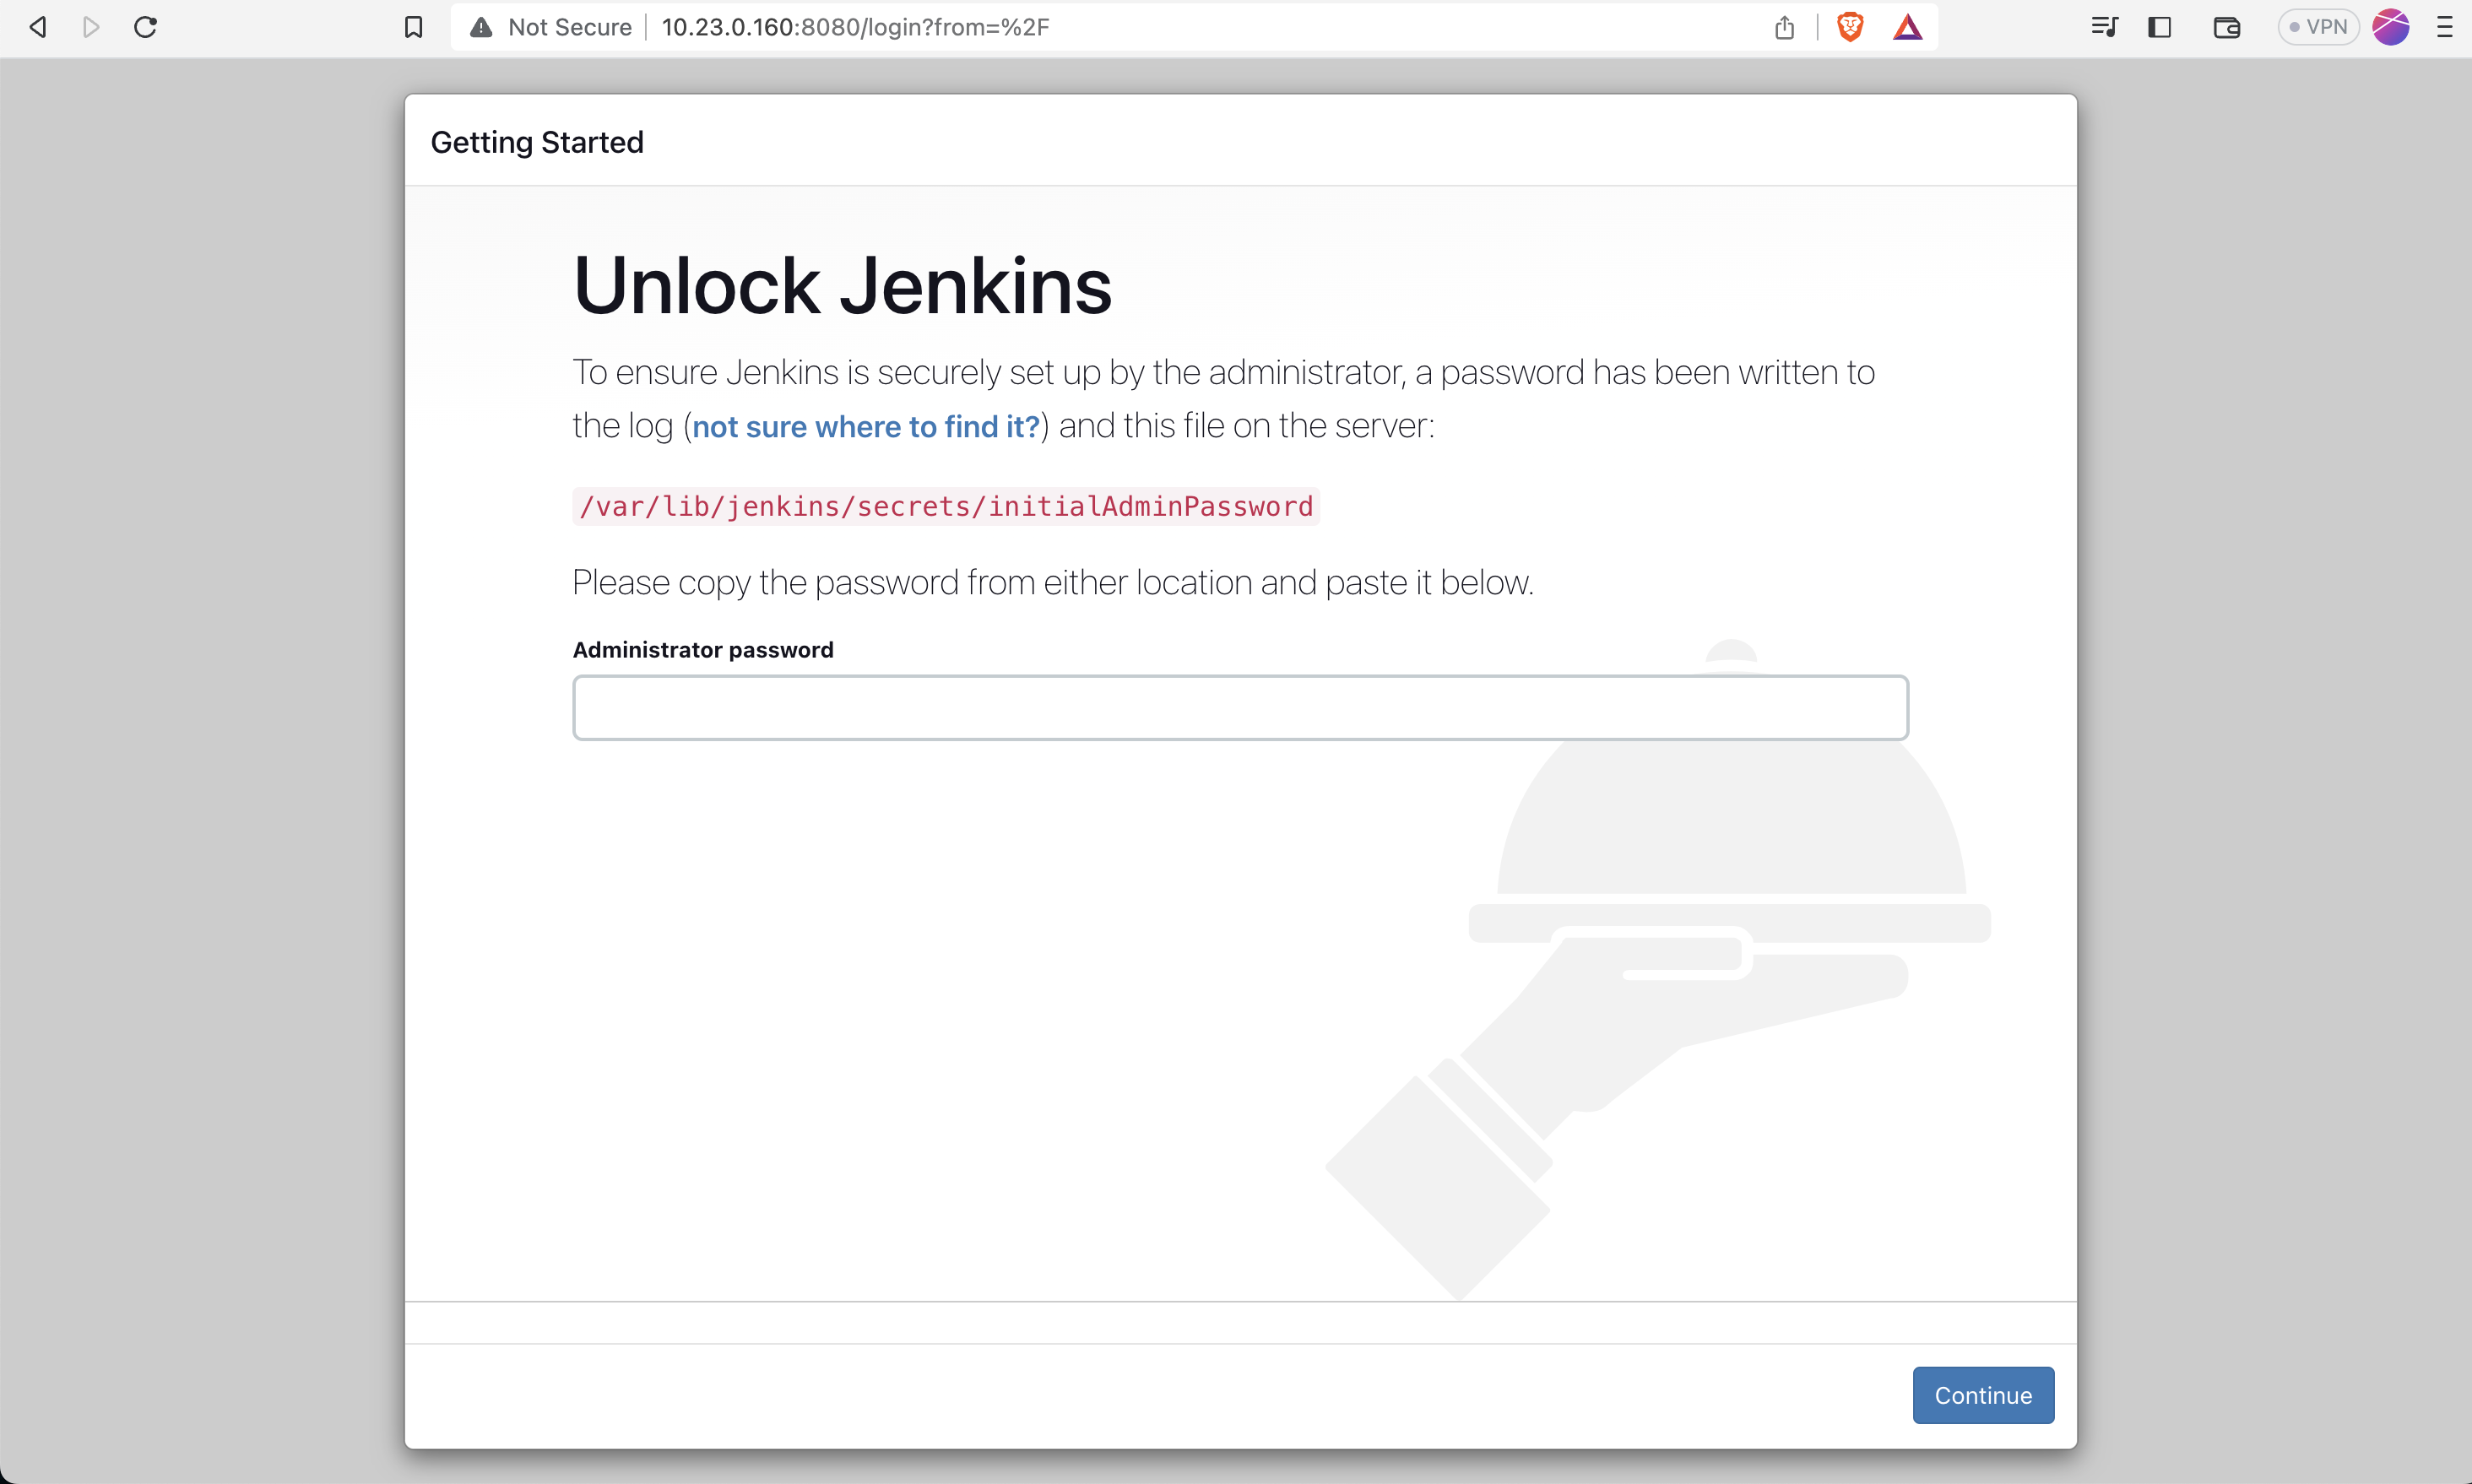 Not Secure 10.23.0.160:8080/login?from=%2F VPN
Getting Started
Unlock Jenkins
To ensure Jenkins is securely set up by the administrator, a password has been written to
the log (not sure where to find it?) and this file on the server:
/var/lib/jenkins/secrets/initialAdminPassword
Please copy the password from either location and paste it below.
Administrator password
Continue